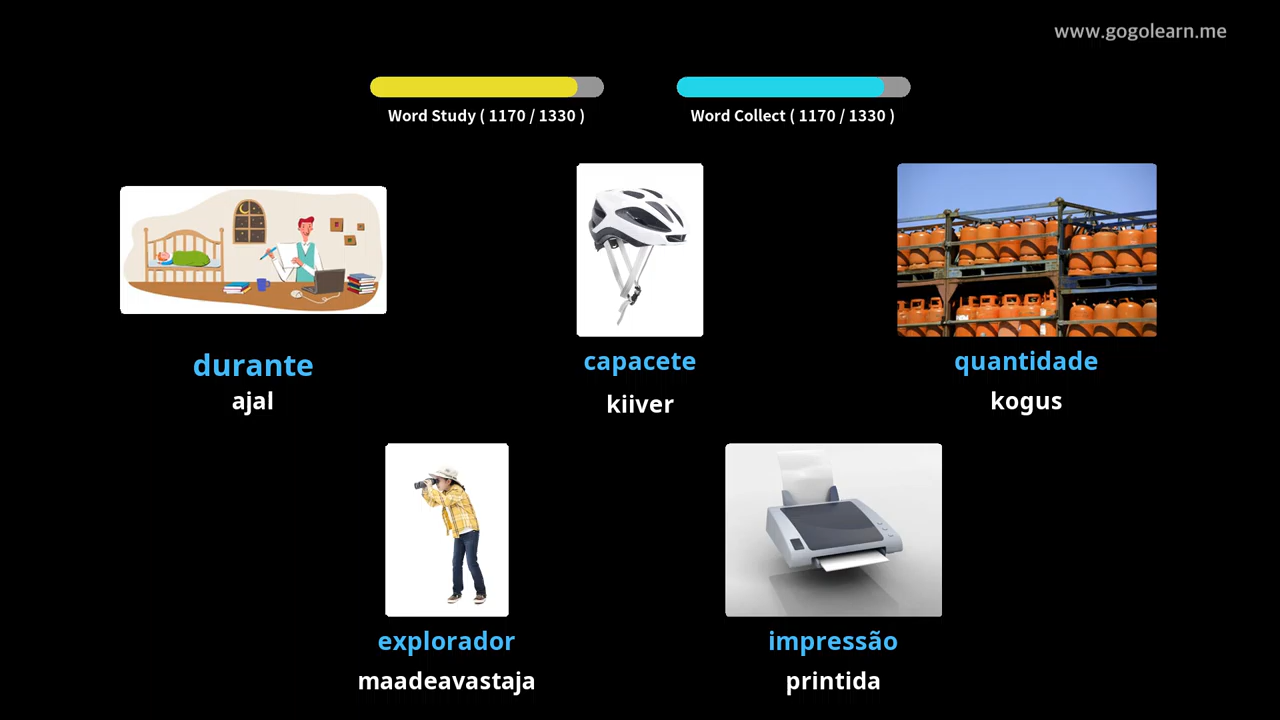 www.gogolearn.me
Word Study ( 1170 / 1330 )
Word Collect ( 1170 / 1330 )
durante
ajal
capacete
kiiver
quantidade
kogus
explorador
maadeavastaja
impressão
printida